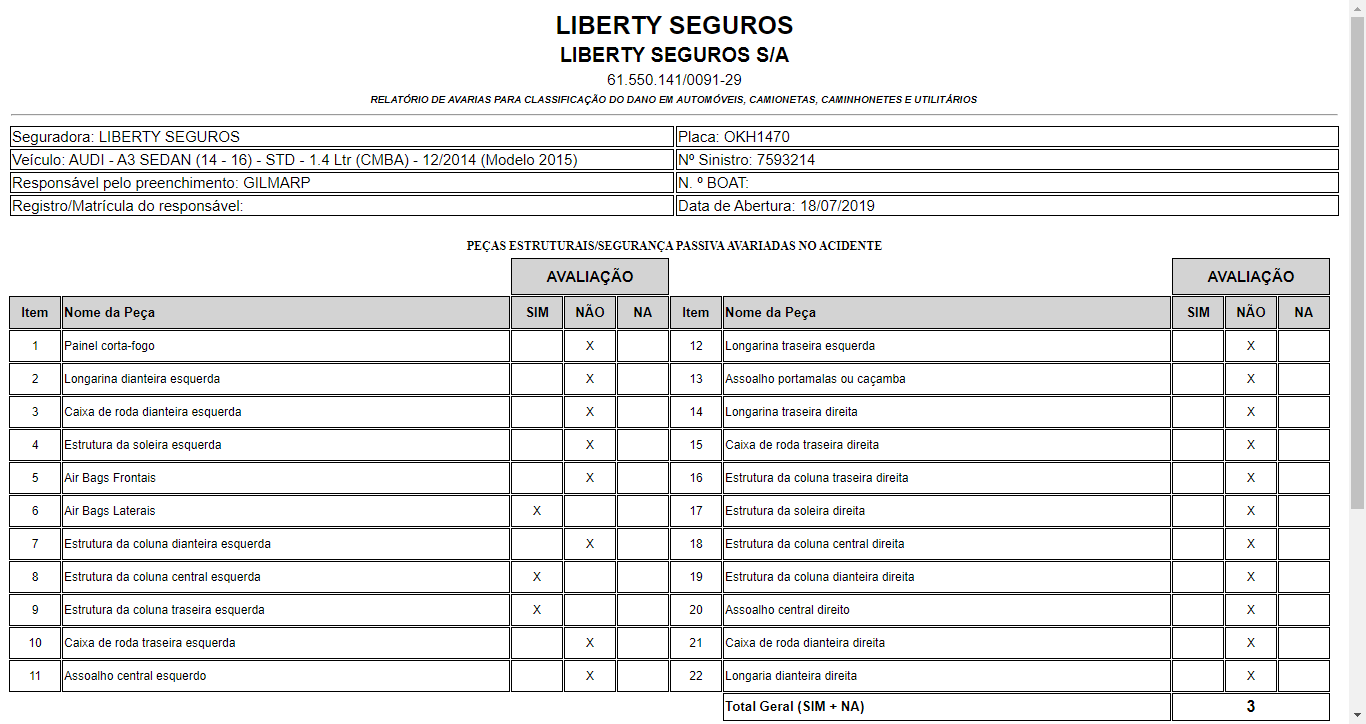 LIBERTY SEGUROS
LIBERTY SEGUROS S/A
61.550.141/0091-29
RELATÓRIO DE AVARIAS PARA CLASSIFICAÇÃO DO DANO EM AUTOMÓVEIS, CAMIONETAS, CAMINHONETES E UTILITÁRIOS
Seguradora: LIBERTY SEGUROS Placa: OKH1470
Veículo: AUDI - A3 SEDAN (14 - 16) - STD - 1.4 Ltr (CMBA) - 12/2014 (Modelo 2015) Nº Sinistro: 7593214
Responsável pelo preenchimento: GILMARP N. º BOAT:
Registro/Matrícula do responsável: Data de Abertura: 18/07/2019
PEÇAS ESTRUTURAIS/SEGURANÇA PASSIVA AVARIADAS NO ACIDENTE
AVALIAÇÃO AVALIAÇÃO
Item Nome da Peça SIM NÃO NA Item Nome da Peça SIM NÃO NA
1 Painel corta-fogo X 12 Longarina traseira esquerda X
2 Longarina dianteira esquerda X 13 Assoalho portamalas ou caçamba X
3 Caixa de roda dianteira esquerda X 14 Longarina traseira direita X
4 Estrutura da soleira esquerda X 15 Caixa de roda traseira direita X
5 Air Bags Frontais X 16 Estrutura da coluna traseira direita X
6 Air Bags Laterais X 17 Estrutura da soleira direita X
7 Estrutura da coluna dianteira esquerda X 18 Estrutura da coluna central direita X
8 Estrutura da coluna central esquerda X 19 Estrutura da coluna dianteira direita X
9 Estrutura da coluna traseira esquerda X 20 Assoalho central direito X
10 Caixa de roda traseira esquerda X 21 Caixa de roda dianteira direita X
11 Assoalho central esquerdo X 22 Longaria dianteira direita X
Total Geral (SIM + NA) 3